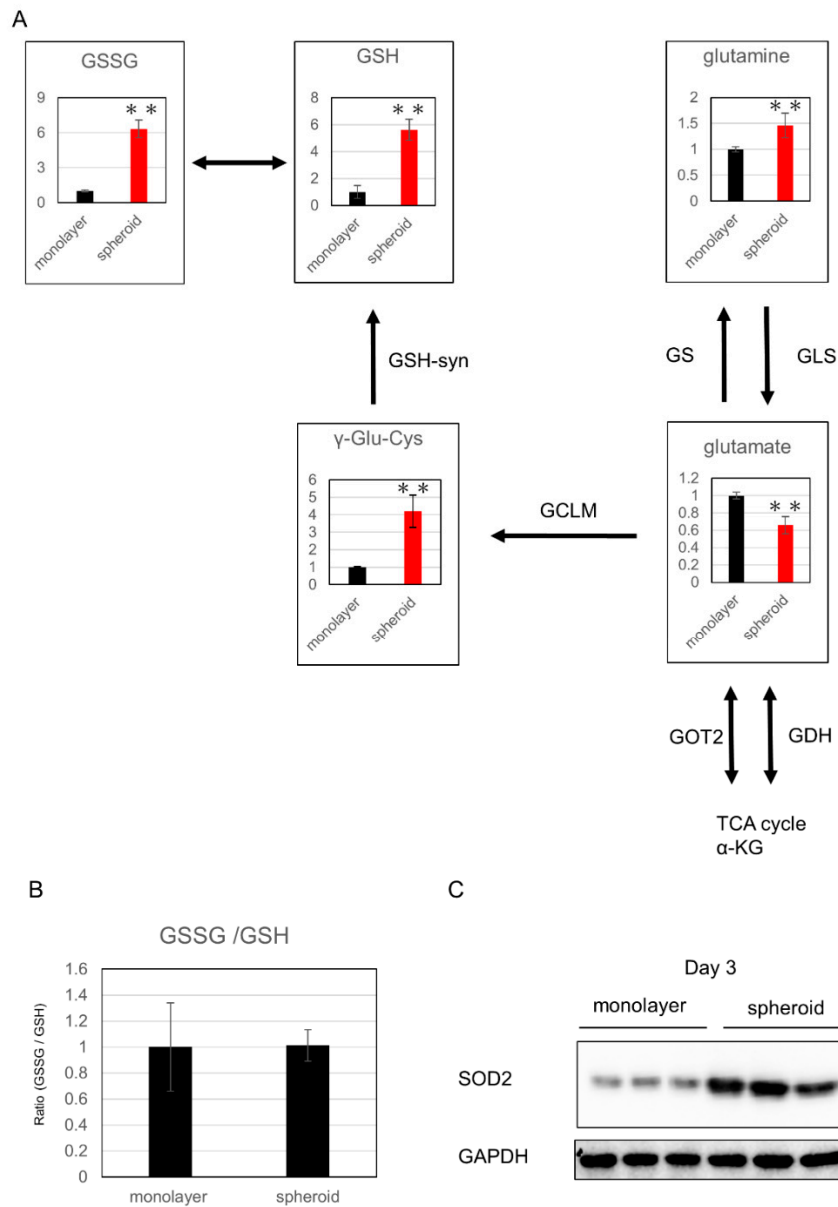 A
GSSG
9
6
3
0
**
monolayer
spheroid
GSH
8
6
4
2
0
**
monolayer
spheroid
glutamine
2
1.5
1
0.5
0
**
monolayer
spheroid
GSH-syn
GS
GLS
γ-Glu-Cys
6
5
4
3
2
1
0
**
monolayer
spheroid
GCLM
glutamate
1.2
1
0.8
0.6
0.4
0.2
0
**
monolayer
spheroid
GOT2
GDH
TCA cycle
α-KG
B
GSSG /GSH
Ratio (GSSG / GSH)
1.6
1.4
1.2
1
0.8
0.6
0.4
0.2
0
monolayer
spheroid
C
Day 3
monolayer
spheroid
SOD2
GAPDH